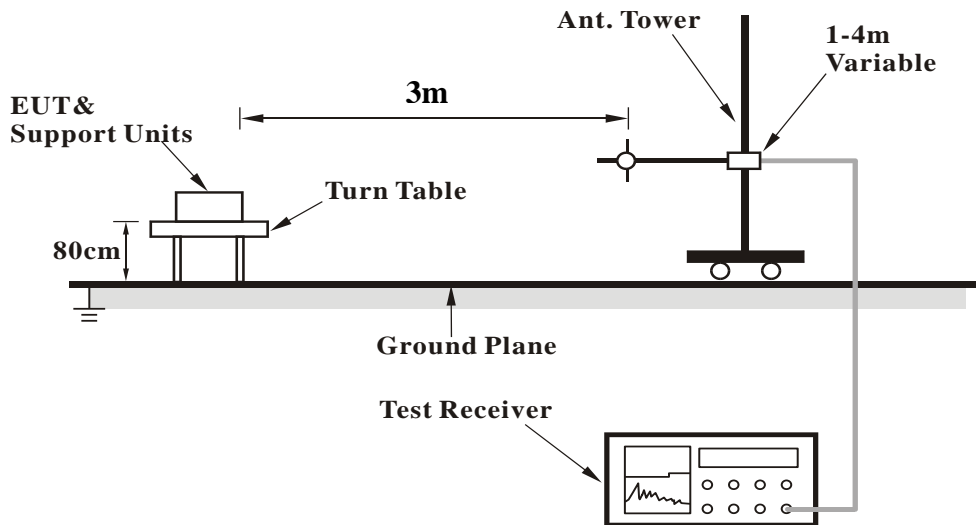 Ant. Tower
1-4m
Variable
3m
EUT&
Support Units
Turn Table
80cm
Ground Plane
Test Receiver